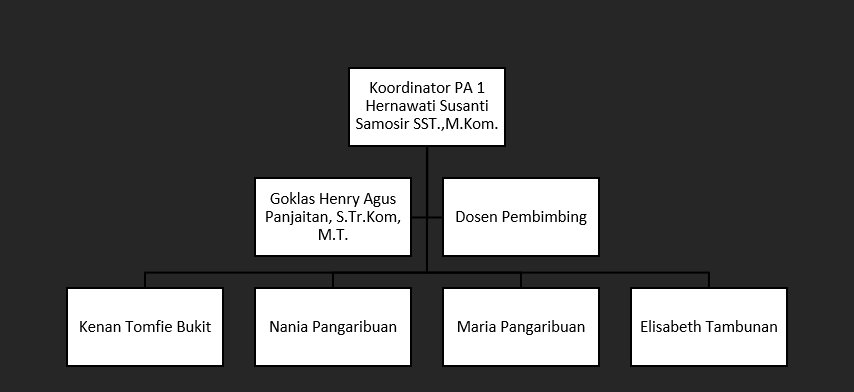 Koordinator PA 1
Hernawati Susanti
Samosir SST.,M.Kom.
Goklas Henry Agus
Panjaitan, S.Tr.Kom,
M.T.
Dosen Pembimbing
Kenan Tomfie Bukit
Nania Pangaribuan
Maria Pangaribuan
Elisabeth Tambunan